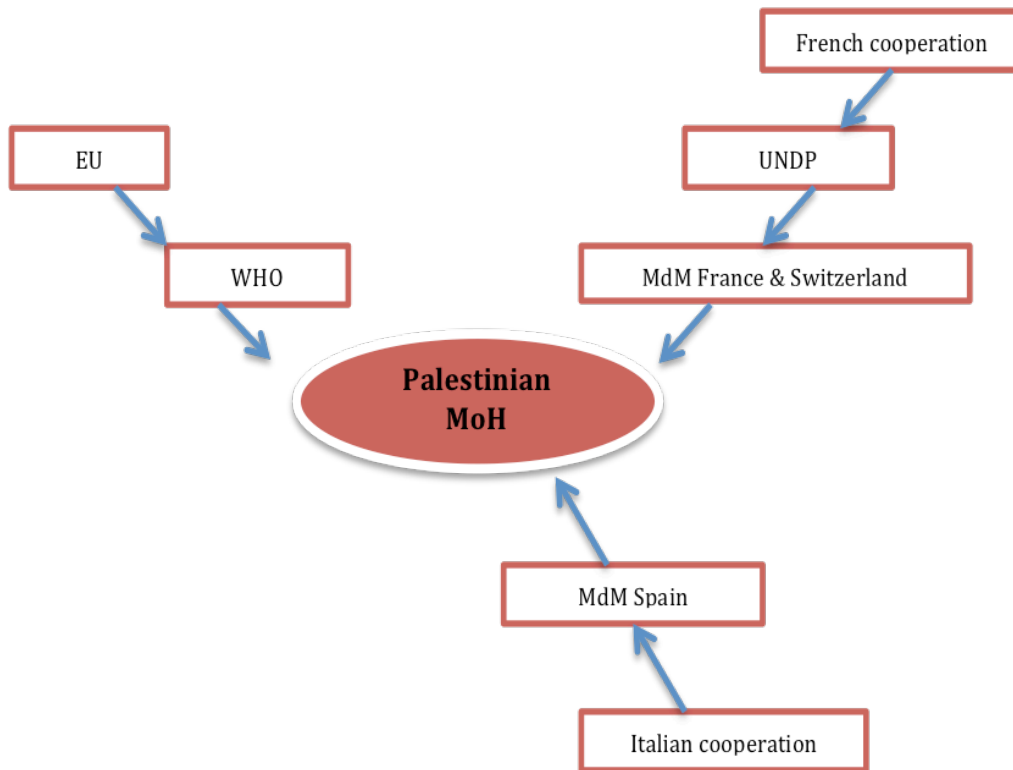 French cooperation
EU
UNDP
WHO
MdM France & Switzerland
Palestinian
MoH
MdM Spain
Italian cooperation